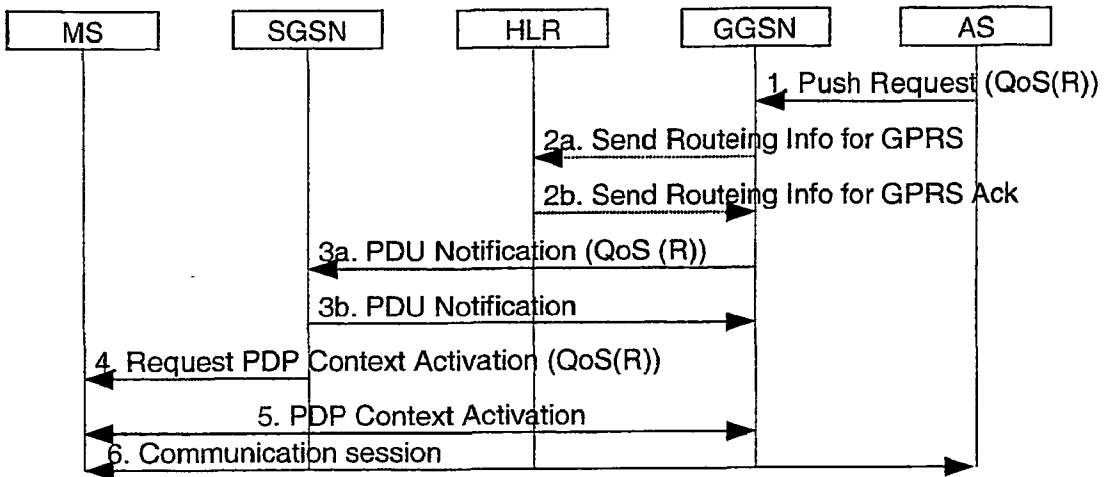 MS SGSN HLR GGSN AS
1. Push Request (QoS(R))
2a. Send Routeing Info for GPRS
2b. Send Routeing Info for GPRS Ack
3a. PDU Notification (QoS (R))
3b. PDU Notification
4. Request PDP Context Activation (QoS(R))
5. PDP Context Activation
6. Communication session